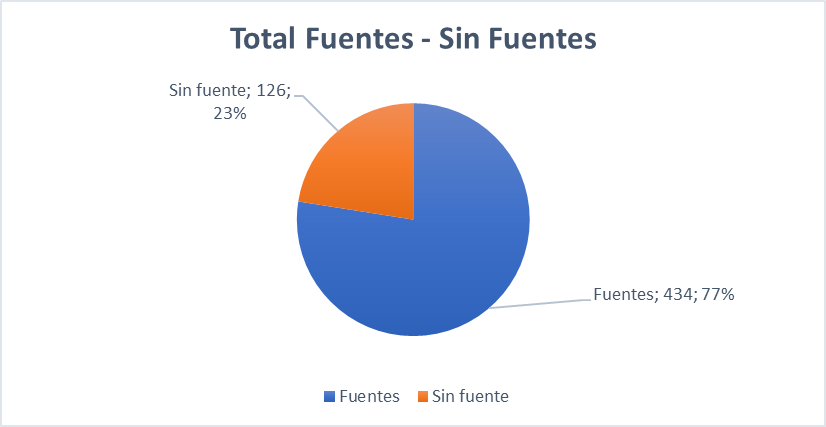 Total Fuentes - Sin Fuentes
Sin fuente; 126;
23%
Fuentes; 434; 77%
Fuentes
Sin fuente